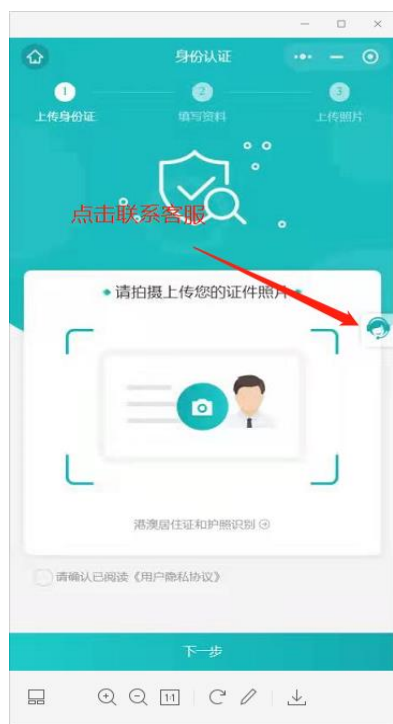 身份认证
1 2 3
上传身份证 填写资料 上传照片
点击联系客服
请拍摄上传您的证件照片
港澳居住证和护照识别
请确认已阅读《用户隐私协议》
下一步
1:1